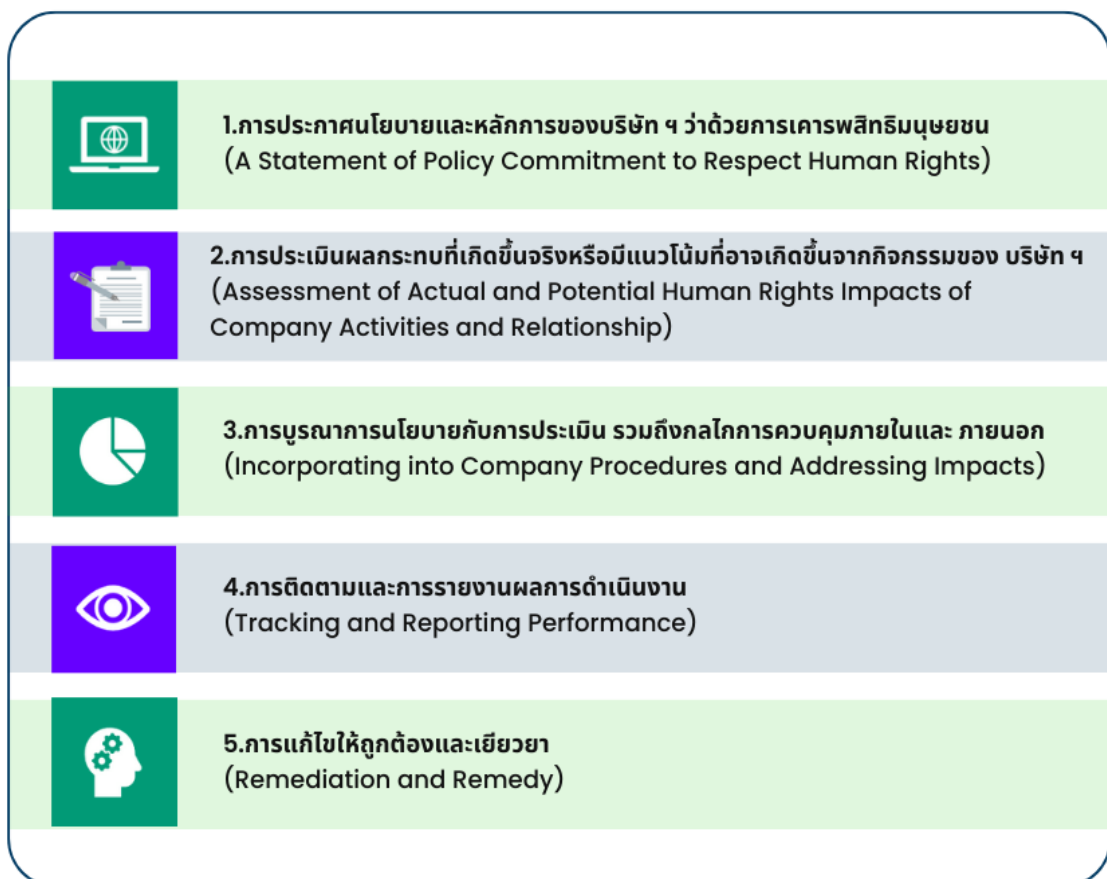 1.การประกาศนโยบายและหลักการของบริษัท ฯ ว่าด้วยการเคารพสิทธิมนุษยชน
(A Statement of Policy Commitment to Respect Human Rights)
2.การประเมินผลกระทบที่เกิดขึ้นจริงหรือมีแนวโน้มที่อาจเกิดขึ้นจากกิจกรรมของ บริษัท ฯ
(Assessment of Actual and Potential Human Rights Impacts of
Company Activities and Relationship)
3.การบูรณาการนโยบายกับการประเมิน รวมถึงกลไกการควบคุมภายในและ ภายนอก
(Incorporating into Company Procedures and Addressing Impacts)
4.การติดตามและการรายงานผลการดำเนินงาน
(Tracking and Reporting Performance)
5.การแก้ไขให้ถูกต้องและเยียวยา
(Remediation and Remedy)